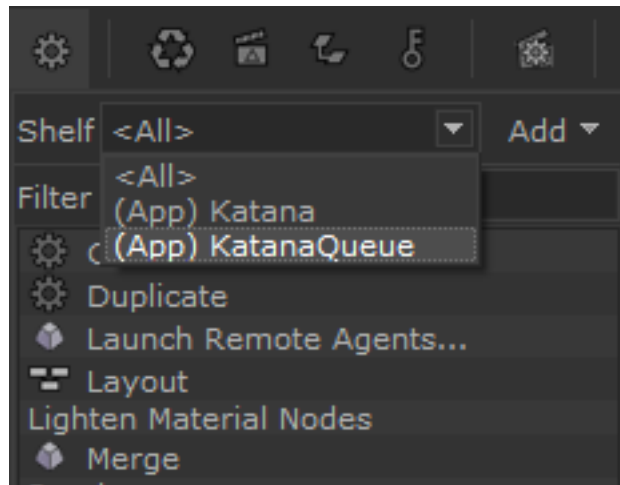 Shelf <All> Add
<All>
Filter
(App) Katana
(App) KatanaQueue
Duplicate
Launch Remote Agents...
Layout
Lighten Material Nodes
Merge